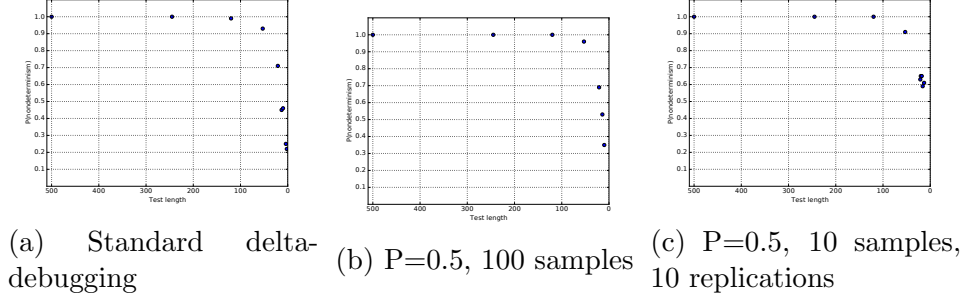 1.0
0.9
0.8
0.7
0.6
0.5
0.4
0.3
0.2
0.1
P(nondeterminism)
500 400 300 200 100 0
Test length
(a) Standard delta-
debugging
1.0
0.9
0.8
0.7
0.6
0.5
0.4
0.3
0.2
0.1
P(nondeterminism)
500 400 300 200 100 0
Test length
(b) P=0.5, 100 samples
1.0
0.9
0.8
0.7
0.6
0.5
0.4
0.3
0.2
0.1
P(nondeterminism)
500 400 300 200 100 0
Test length
(c) P=0.5, 10 samples,
10 replications